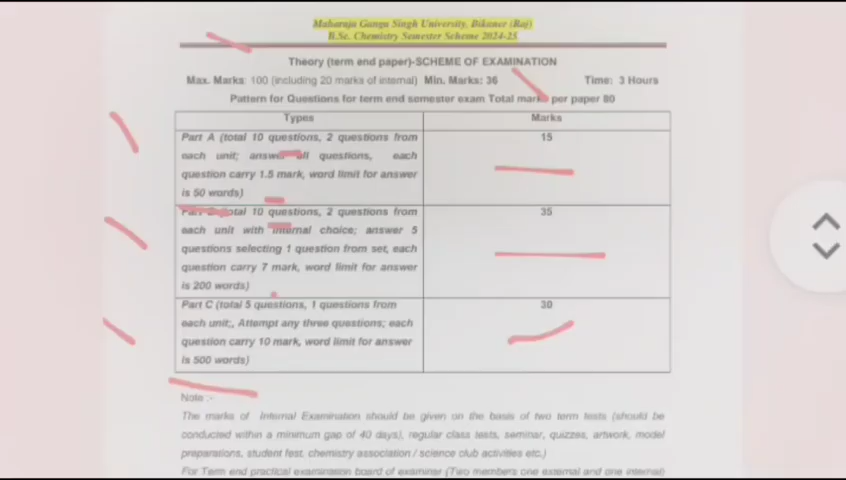 Maharaja Ganga Singh University, Bikaner (Raj)
B.Sc. Chemistry Semester Scheme 2024-25
Theory (term end paper)-SCHEME OF EXAMINATION
Max. Marks: 100 (including 20 marks of internal) Min. Marks: 36 Time: 3 Hours
Pattern for Questions for term end semester exam Total marks per paper 80
Types Marks
Part A (total 10 questions, 2 questions from 15
each unit; answer all questions, each
question carry 1.5 mark, word limit for answer
is 50 words)
Part B (total 10 questions, 2 questions from 35
each unit with internal choice; answer 5
questions selecting 1 question from set, each
question carry 7 mark, word limit for answer
is 200 words)
Part C (total 5 questions, 1 questions from 30
each unit;, Attempt any three questions; each
question carry 10 mark, word limit for answer
is 500 words)
Note :-
The marks of Internal Examination should be given on the basis of two term tests (should be
conducted within a minimum gap of 40 days), regular class tests, seminar, quizzes, artwork, model
preparations, student fest, chemistry association / science club activities etc.)
For Term end practical examination board of examiner (Two members one external and one internal)